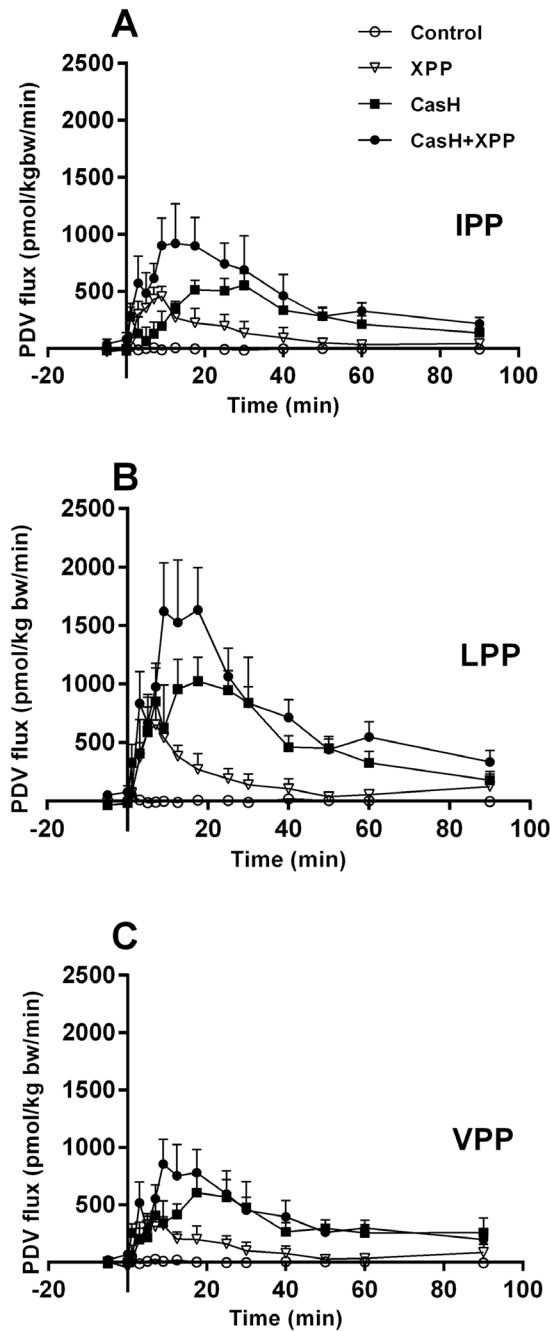 A
Control
XPP
CasH
CasH+XPP
2500
2000
1500
1000
500
-20 0 20 40 60 80 100
PDV flux (pmol/kgbw/min)
Time (min)
IPP
B
2500
2000
1500
1000
500
-20 0 20 40 60 80 100
PDV flux (pmol/kg bw/min)
Time (min)
LPP
C
2500
2000
1500
1000
500
-20 0 20 40 60 80 100
PDV flux (pmol/kg bw/min)
Time (min)
VPP